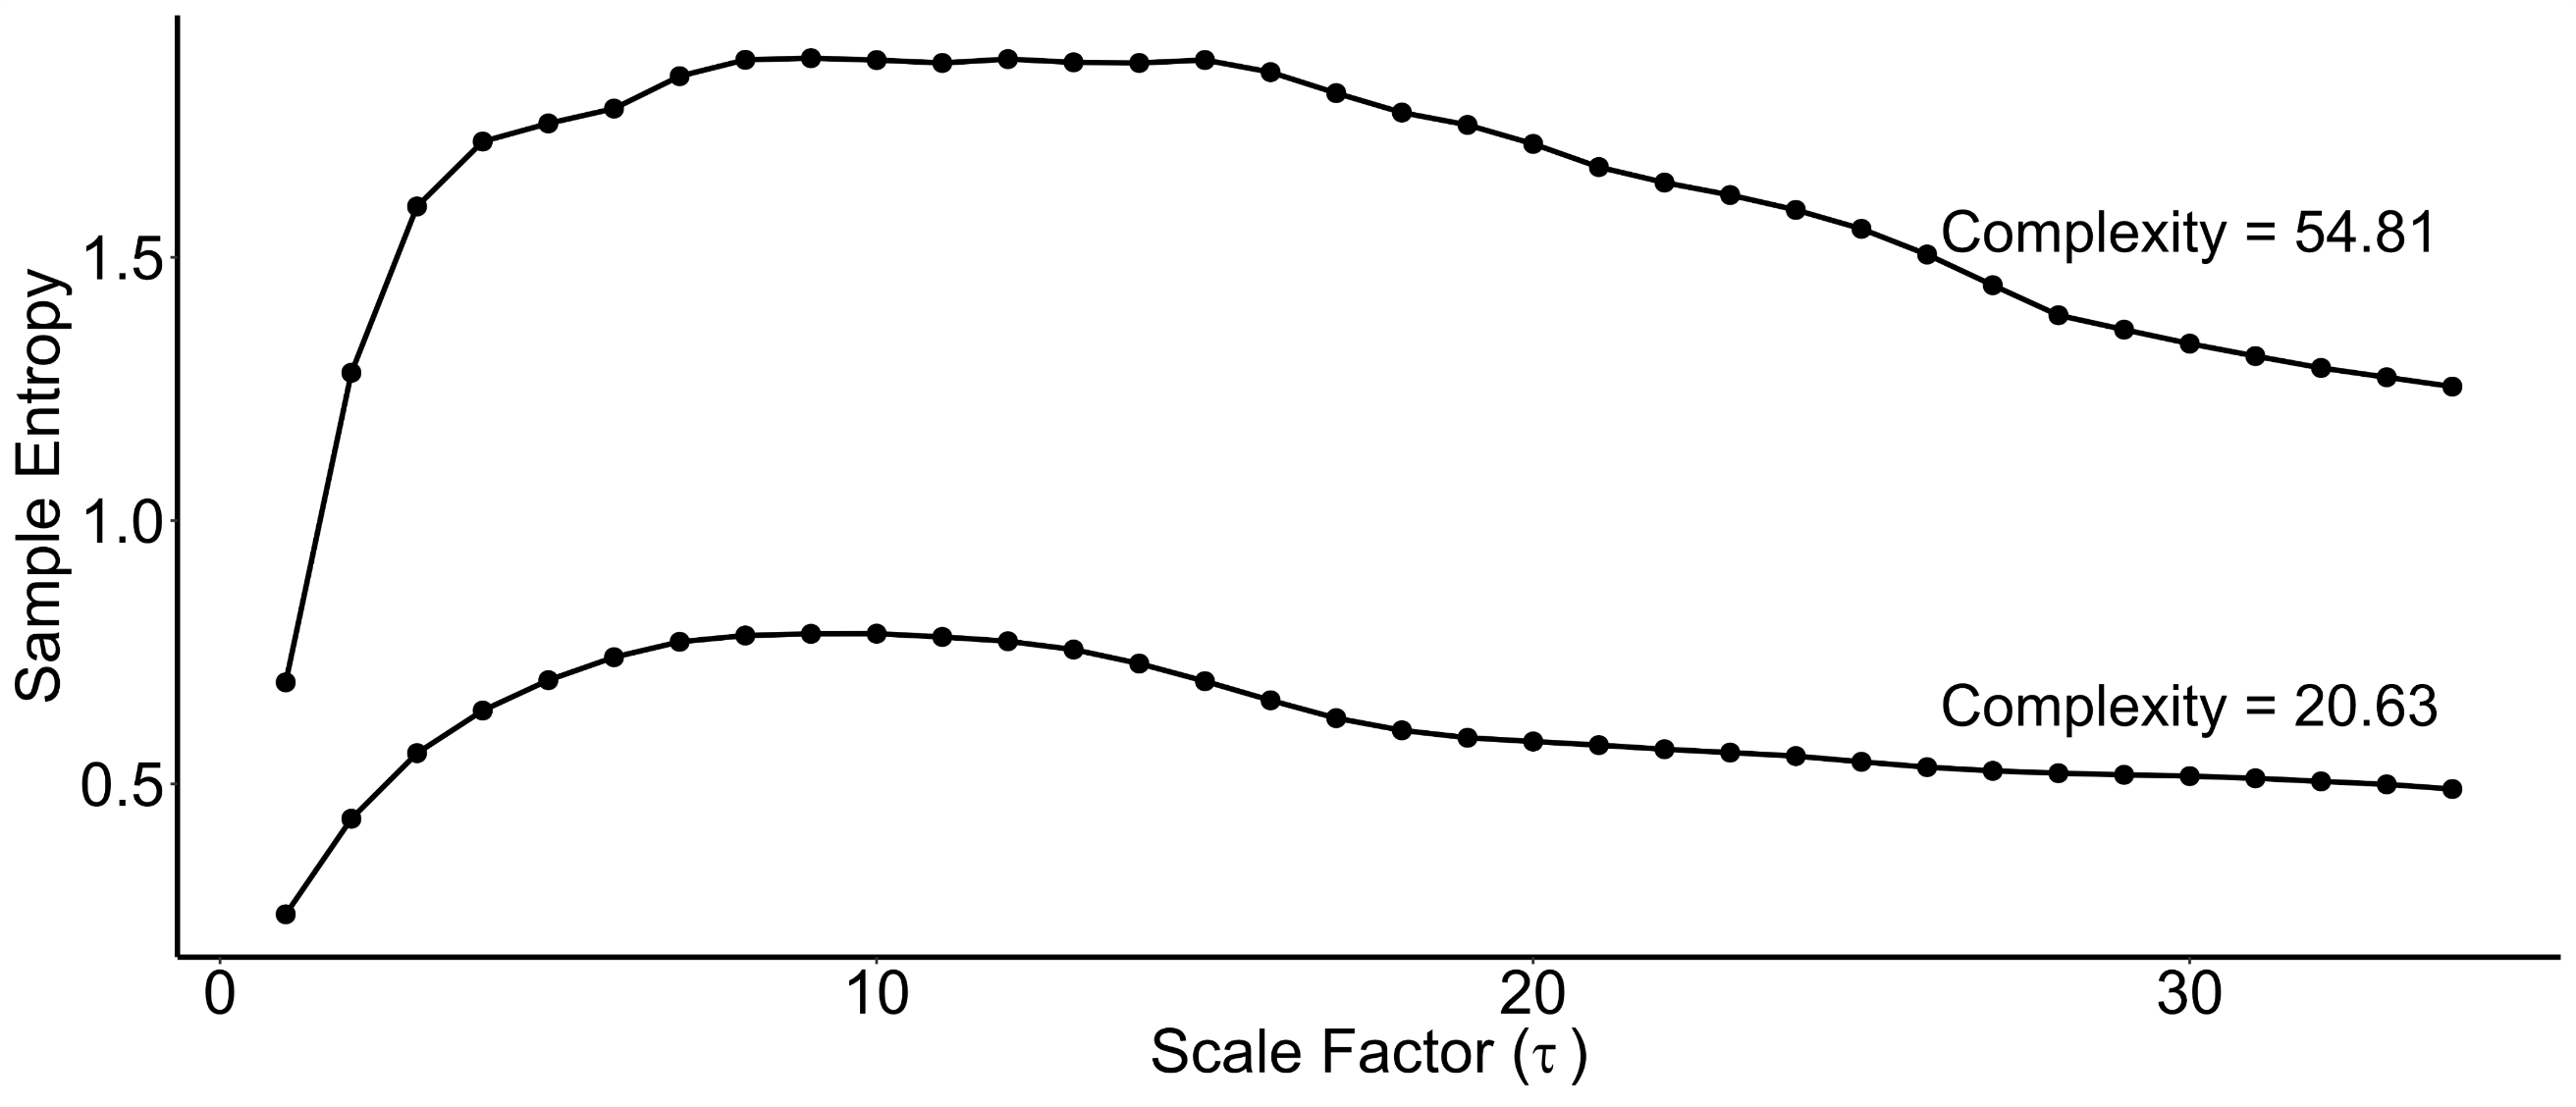 Sample Entropy
1.5
1.0
0.5
Complexity = 54.81
Complexity = 20.63
0
10
20
30
Scale Factor (τ)